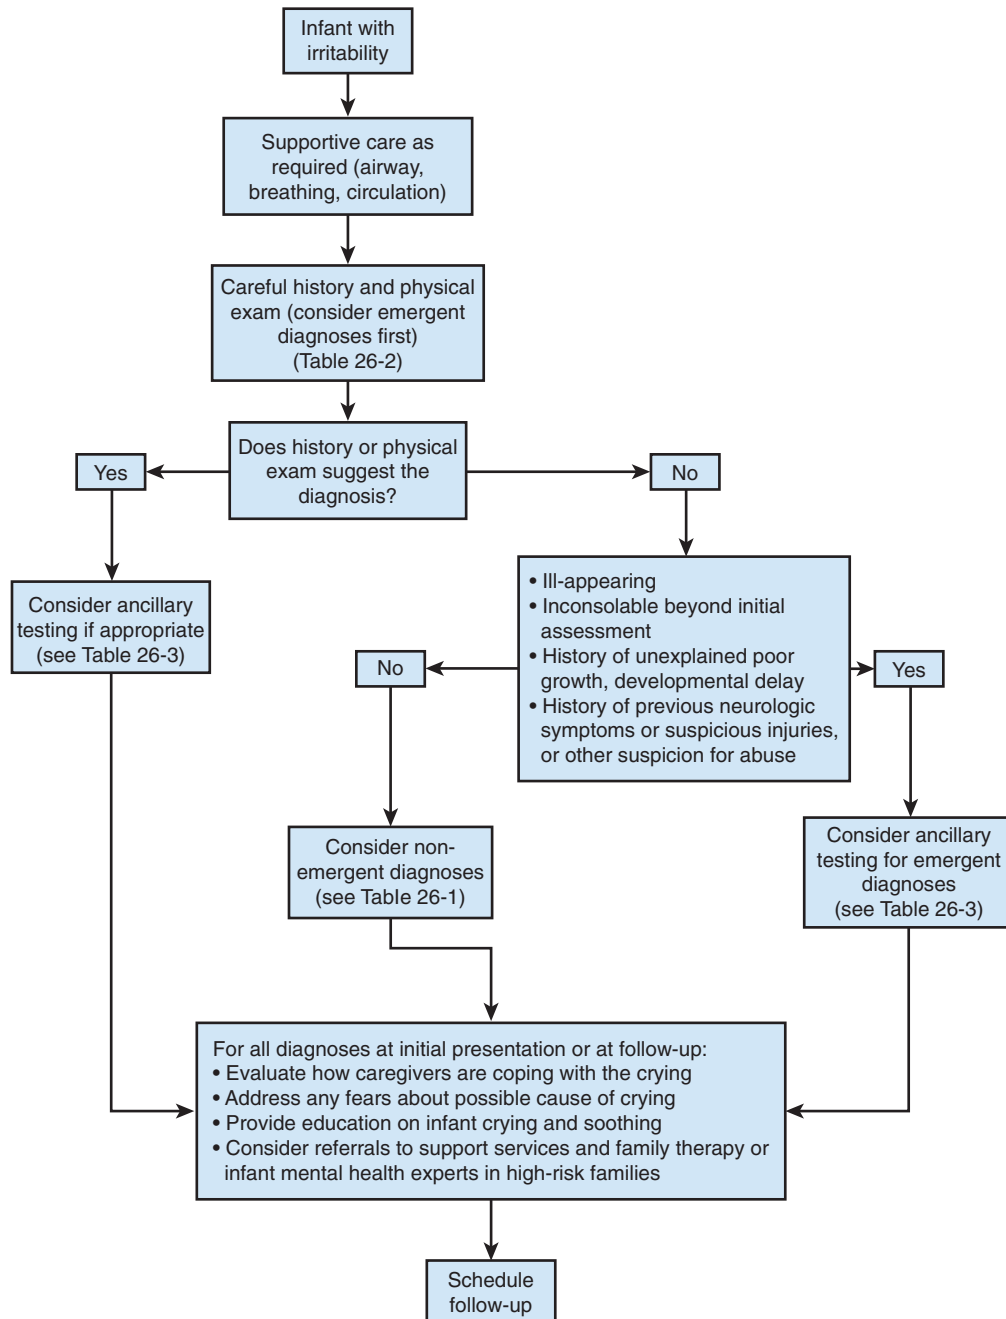 Infant with
irritability
Supportive care as
required (airway,
breathing, circulation)
Careful history and physical
exam (consider emergent
diagnoses first)
(Table 26-2)
Does history or physical
exam suggest the
diagnosis?
Yes
No
Consider ancillary
testing if appropriate
(see Table 26-3)
• Ill-appearing
• Inconsolable beyond initial
assessment
• History of unexplained poor
growth, developmental delay
• History of previous neurologic
symptoms or suspicious injuries,
or other suspicion for abuse
No
Yes
Consider non-
emergent diagnoses
(see Table 26-1)
Consider ancillary
testing for emergent
diagnoses
(see Table 26-3)
For all diagnoses at initial presentation or at follow-up:
• Evaluate how caregivers are coping with the crying
• Address any fears about possible cause of crying
• Provide education on infant crying and soothing
• Consider referrals to support services and family therapy or
infant mental health experts in high-risk families
Schedule
follow-up